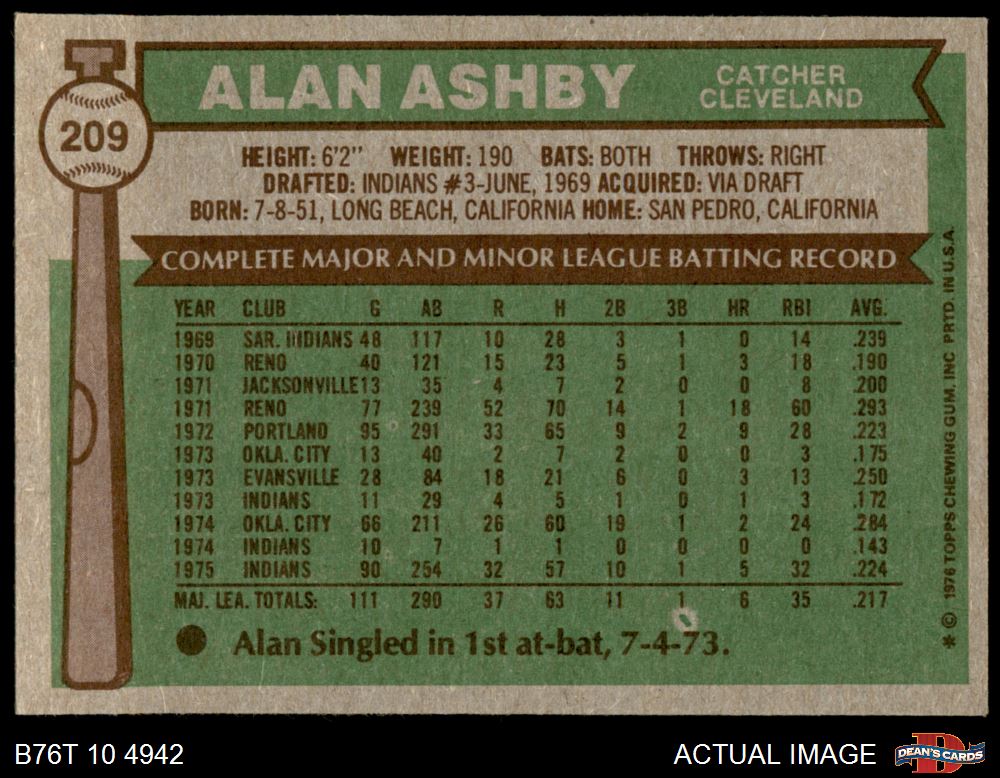 T
209
ALAN ASHBY
CATCHER
CLEVELAND
HEIGHT: 6'2" WEIGHT: 190 BATS: BOTH THROWS: RIGHT
DRAFTED: INDIANS #3-JUNE, 1969 ACQUIRED: VIA DRAFT
BORN: 7-8-51, LONG BEACH, CALIFORNIA HOME: SAN PEDRO, CALIFORNIA
COMPLETE MAJOR AND MINOR LEAGUE BATTING RECORD
YEAR CLUB G AB R H 2B 3B HR RBI AVG.
1969 SAR. INDIANS 48 117 10 28 3 1 0 14 .239
1970 RENO 40 121 15 23 5 1 3 18 .190
1971 JACKSONVILLE 13 35 4 7 2 0 0 8 .200
1971 RENO 77 239 52 70 14 1 18 60 .293
1972 PORTLAND 95 291 33 65 9 2 9 28 .223
1973 OKLA. CITY 13 40 2 7 2 0 0 3 .175
1973 EVANSVILLE 28 84 18 21 6 0 3 13 .250
1973 INDIANS 11 29 4 5 1 0 1 3 .172
1974 OKLA. CITY 66 211 26 60 19 1 2 24 .284
1974 INDIANS 10 7 1 1 0 0 0 0 .143
1975 INDIANS 90 254 32 57 10 1 5 32 .224
MAJ. LEA. TOTALS: 111 290 37 63 11 1 6 35 .217
Alan Singled in 1st at-bat, 7-4-73.
* © 1976 TOPPS CHEWING GUM, INC PRTD. IN U.S.A.
B76T 10 4942
ACTUAL IMAGE
DEAN'S CARDS